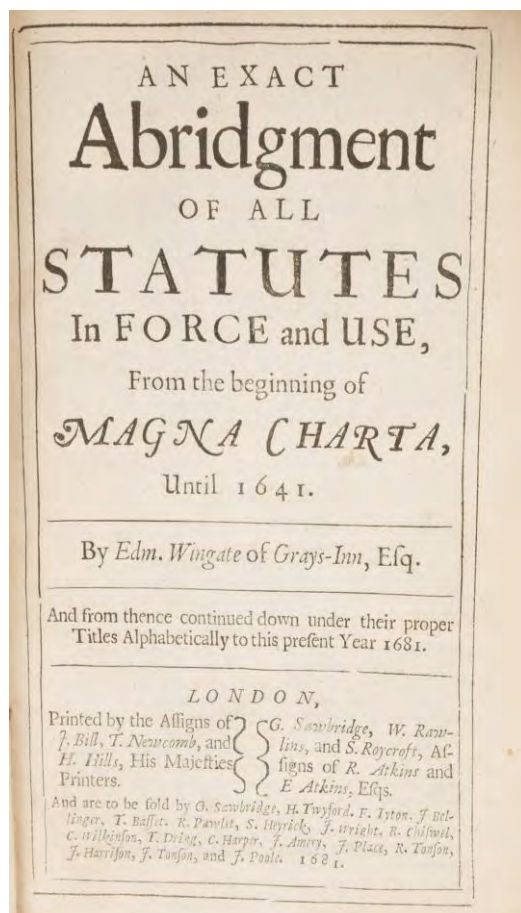 AN EXACT
Abridgment
OF ALL
STATUTES
In FORCE and USE,
From the beginning of
MAGNA CHARTA,
Until 1641.
By Edm. Wingate of Grays-Inn, Eſq.
And from thence continued down under their proper
Titles Alphabetically to this preſent Year 1681.
LONDON,
Printed by the Aſſigns of
J. Bill, T. Newcomb, and
H. Hills, His Majeſties
Printers.
G. Sawbridge, W. Raw-
lins, and S. Roycroft, Aſ-
ſigns of R. Atkins and
E Atkins, Eſqs.
And are to be ſold by G. Sawbridge, H. Twyford, F. Tyton, J Bel-
linger, T. Baſſet, R. Pawlet, S. Heyrick, J. Wright, R. Chiſwel,
C. Wilkinſon, T. Dring, C. Harper, J. Amery, J. Place, R. Tonſon,
J. Harriſon, J. Tonſon, and J. Poole. 1681.